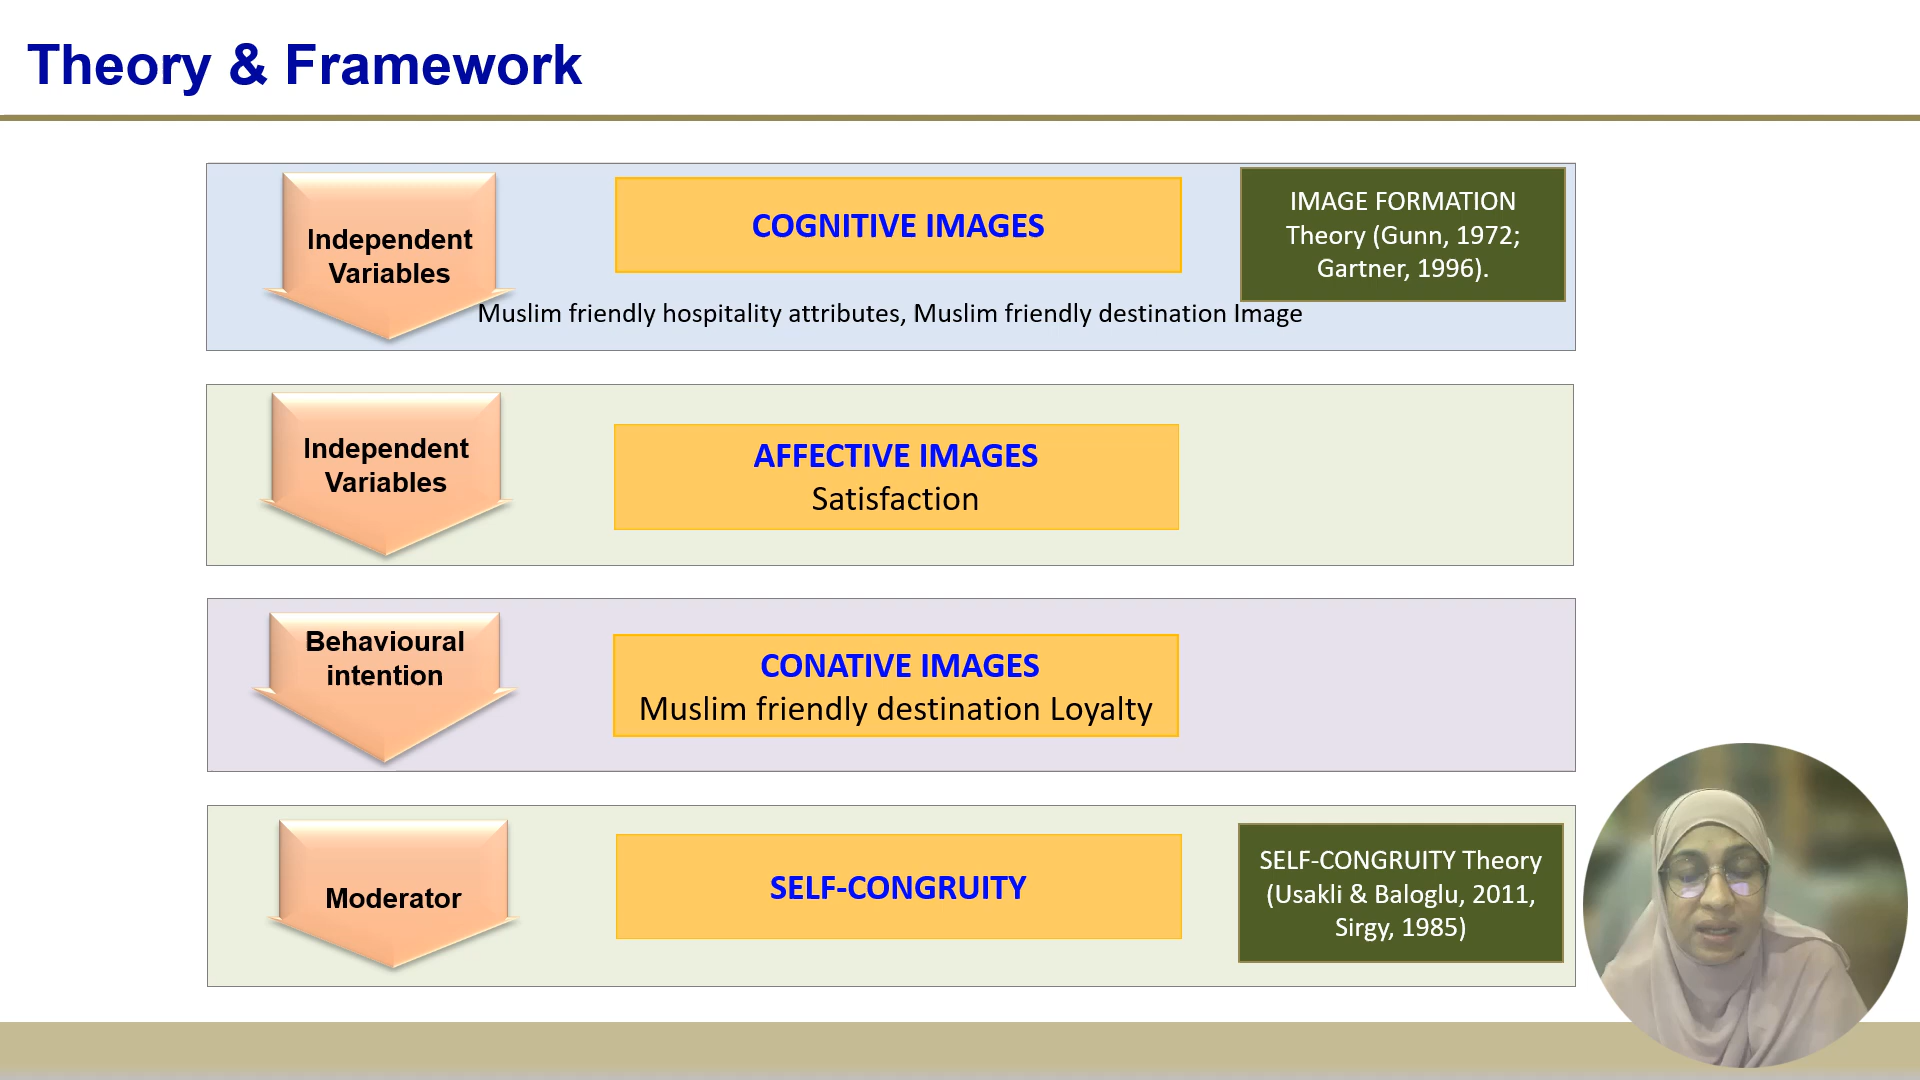 Theory & Framework
Independent
Variables
COGNITIVE IMAGES
IMAGE FORMATION
Theory (Gunn, 1972;
Gartner, 1996).
Muslim friendly hospitality attributes, Muslim friendly destination Image
Independent
Variables
AFFECTIVE IMAGES
Satisfaction
Behavioural
intention
CONATIVE IMAGES
Muslim friendly destination Loyalty
Moderator
SELF-CONGRUITY
SELF-CONGRUITY Theory
(Usakli & Baloglu, 2011,
Sirgy, 1985)